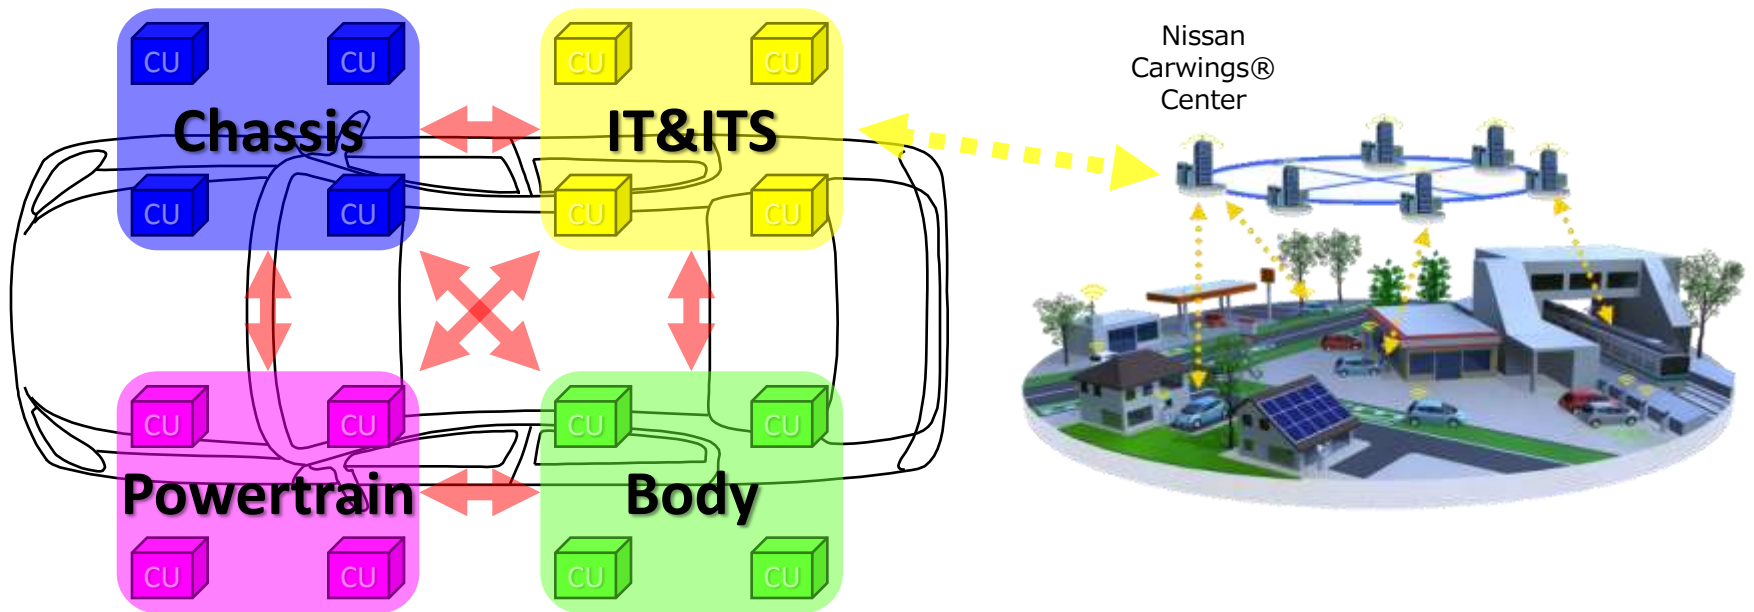 CU CU
Chassis
CU CU
CU CU
IT&ITS
CU CU
Nissan
Carwings®
Center
CU CU
Powertrain
CU CU
CU CU
Body
CU CU